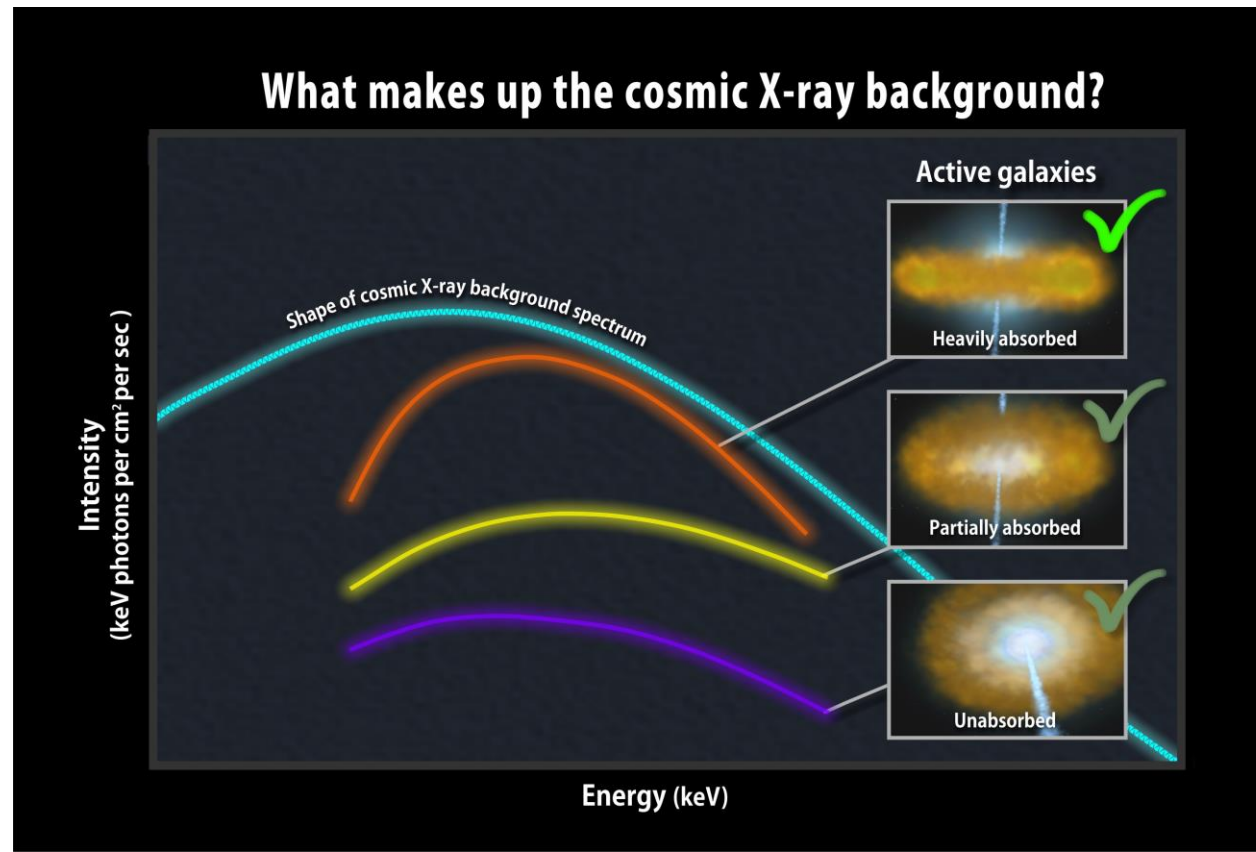 What makes up the cosmic X-ray background?
Active galaxies
Shape of cosmic X-ray background spectrum
Heavily absorbed
Partially absorbed
Unabsorbed
Intensity
(keV photons per cm² per sec)
Energy (keV)